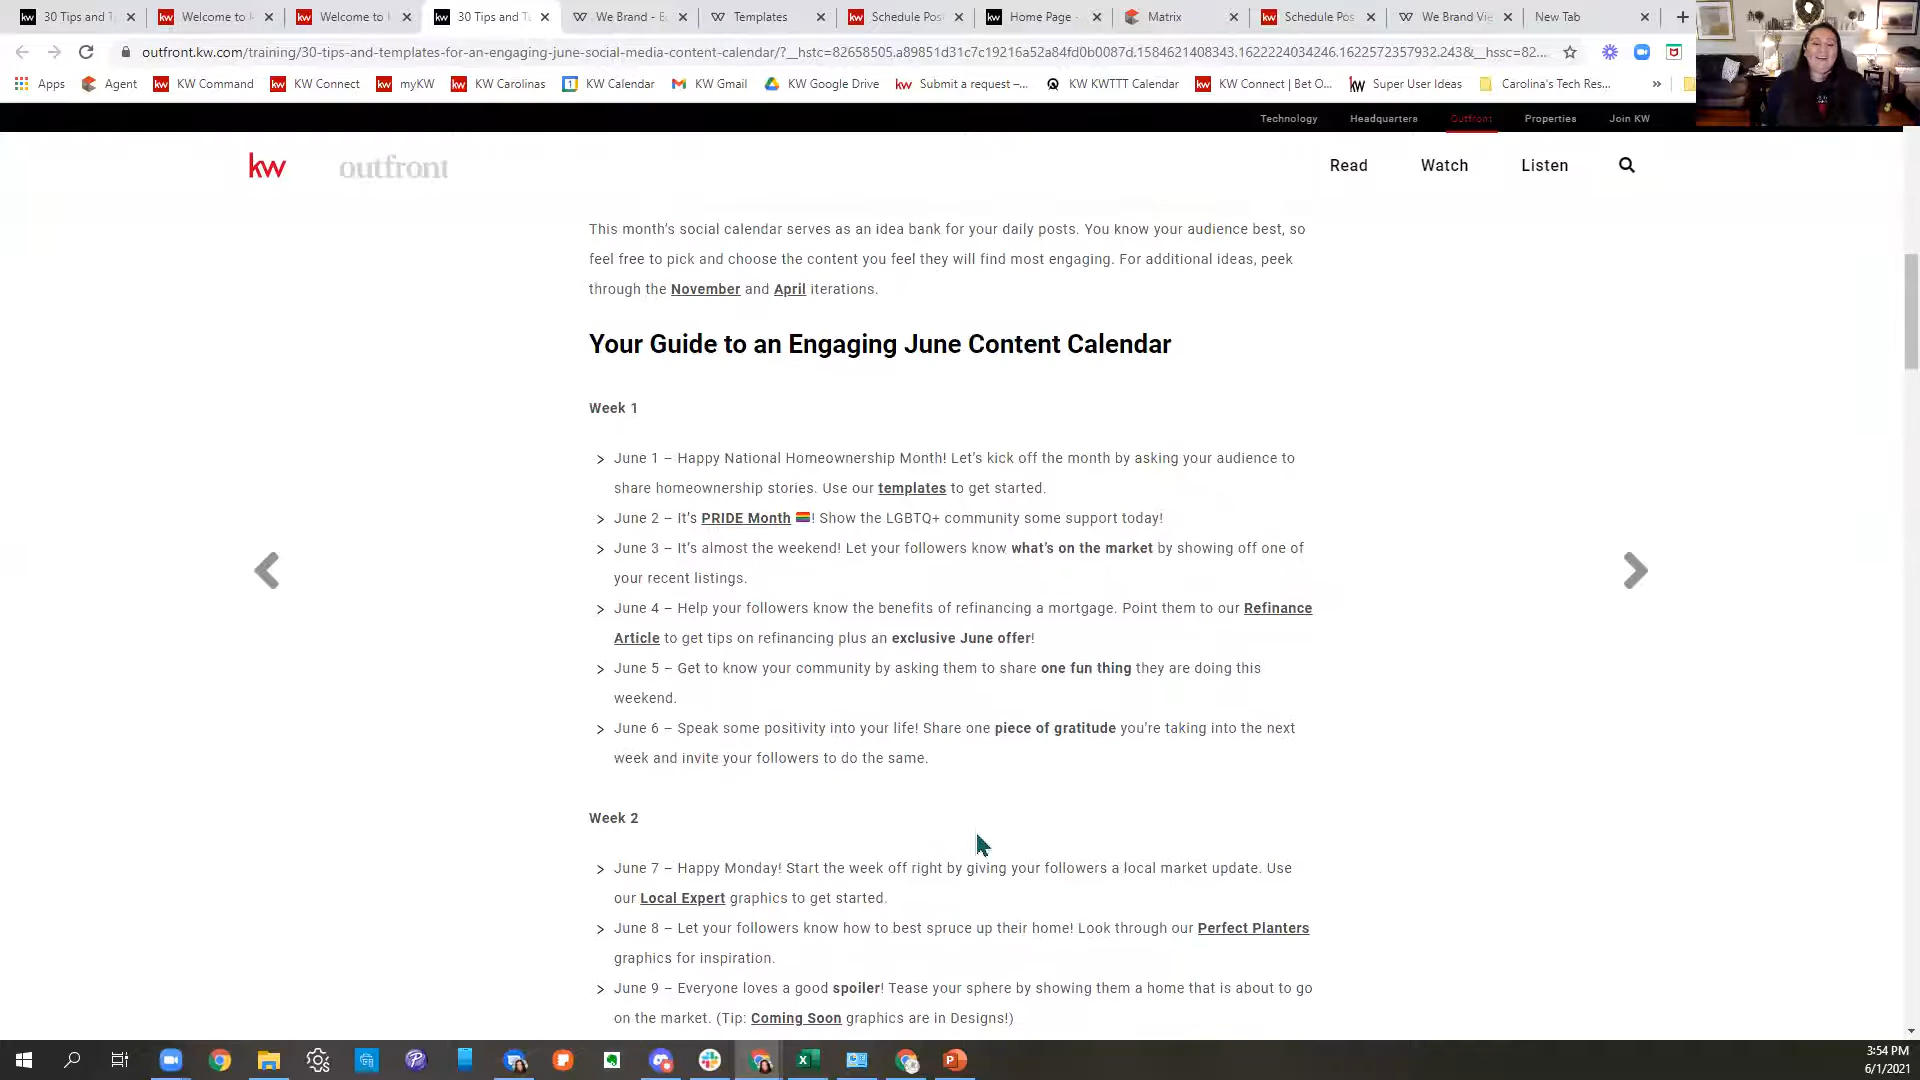 30 Tips and T
Welcome to
Welcome to
30 Tips and T
We Brand - E
Templates
Schedule Pos
Home Page -
Matrix
Schedule Pos
We Brand Vie
New Tab
outfront.kw.com/training/30-tips-and-templates-for-an-engaging-june-social-media-content-calendar/?__hstc=82658505.a89851d31c7c19216a52a84fd0b0087d.1584621408343.1622224034246.1622572357932.243&__hssc=82...
Apps
Agent
KW Command
KW Connect
myKW
KW Carolinas
KW Calendar
KW Gmail
KW Google Drive
Submit a request –...
KW KWTTT Calendar
KW Connect | Bet O...
Super User Ideas
Carolina's Tech Res...
Technology
Headquarters
Outfront
Properties
Join KW
kw
outfront
Read
Watch
Listen
This month's social calendar serves as an idea bank for your daily posts. You know your audience best, so
feel free to pick and choose the content you feel they will find most engaging. For additional ideas, peek
through the November and April iterations.
Your Guide to an Engaging June Content Calendar
Week 1
June 1 – Happy National Homeownership Month! Let's kick off the month by asking your audience to
share homeownership stories. Use our templates to get started.
June 2 – It's PRIDE Month 🏳️‍🌈! Show the LGBTQ+ community some support today!
June 3 – It's almost the weekend! Let your followers know what's on the market by showing off one of
your recent listings.
June 4 – Help your followers know the benefits of refinancing a mortgage. Point them to our Refinance
Article to get tips on refinancing plus an exclusive June offer!
June 5 – Get to know your community by asking them to share one fun thing they are doing this
weekend.
June 6 – Speak some positivity into your life! Share one piece of gratitude you're taking into the next
week and invite your followers to do the same.
Week 2
June 7 – Happy Monday! Start the week off right by giving your followers a local market update. Use
our Local Expert graphics to get started.
June 8 – Let your followers know how to best spruce up their home! Look through our Perfect Planters
graphics for inspiration.
June 9 – Everyone loves a good spoiler! Tease your sphere by showing them a home that is about to go
on the market. (Tip: Coming Soon graphics are in Designs!)
3:54 PM
6/1/2021